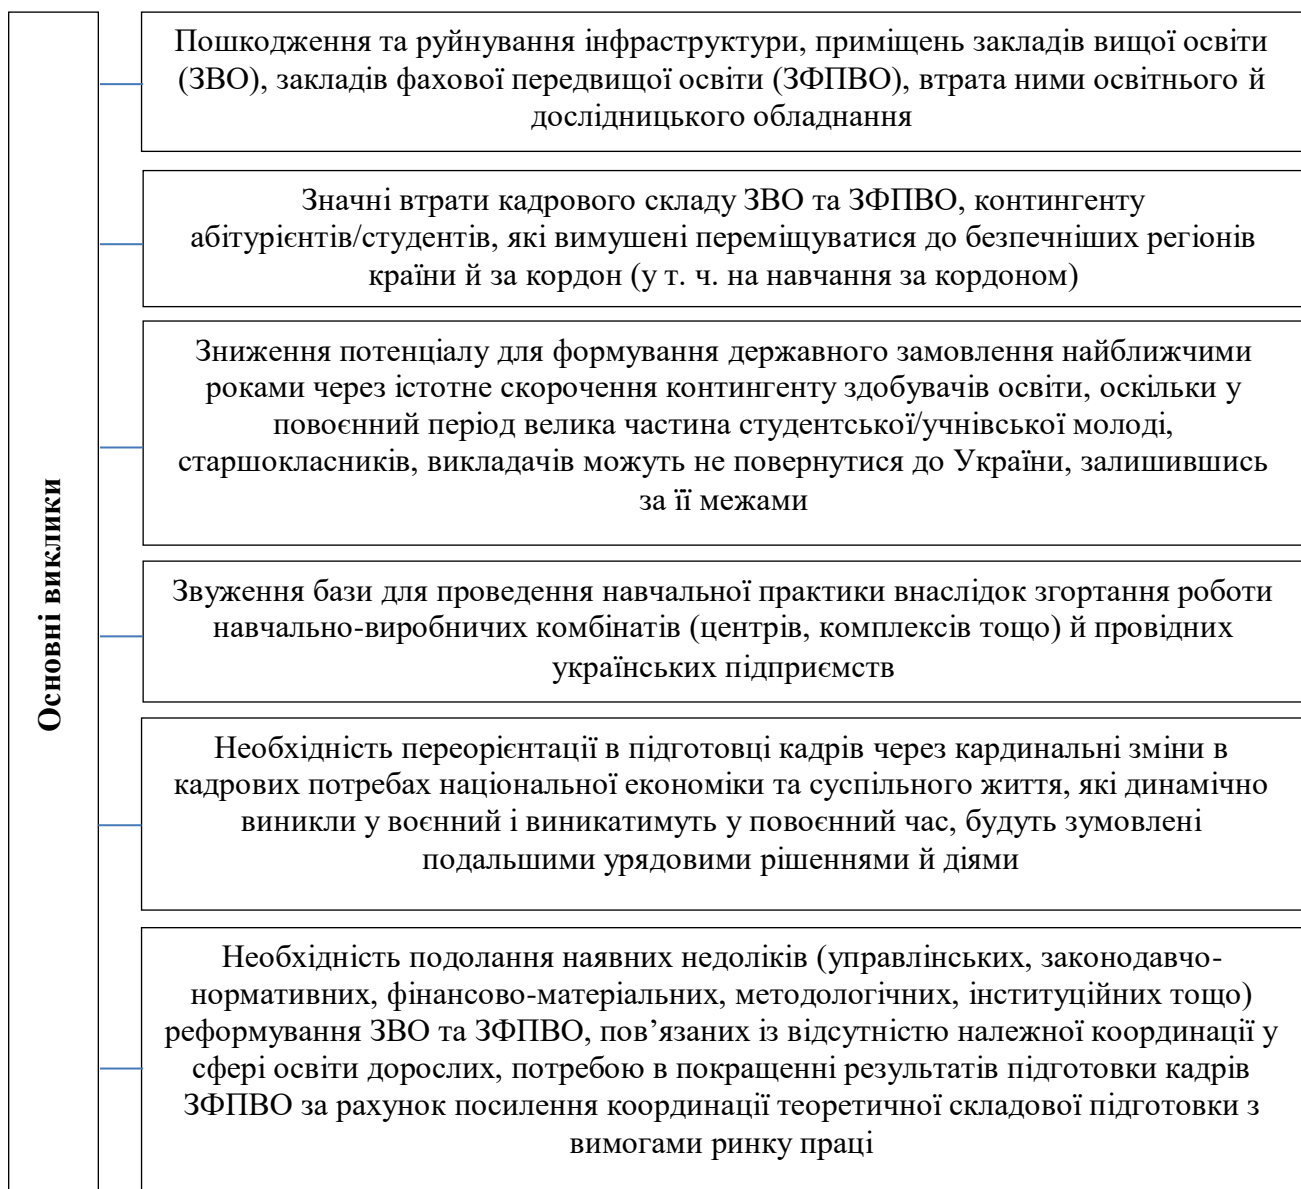 Основні виклики
Пошкодження та руйнування інфраструктури, приміщень закладів вищої освіти
(ЗВО), закладів фахової передвищої освіти (ЗФПВО), втрата ними освітнього й
дослідницького обладнання
Значні втрати кадрового складу ЗВО та ЗФПВО, контингенту
абітурієнтів/студентів, які вимушені переміщуватися до безпечніших регіонів
країни й за кордон (у т. ч. на навчання за кордоном)
Зниження потенціалу для формування державного замовлення найближчими
роками через істотне скорочення контингенту здобувачів освіти, оскільки у
повоєнний період велика частина студентської/учнівської молоді,
старшокласників, викладачів можуть не повернутися до України, залишившись
за її межами
Звуження бази для проведення навчальної практики внаслідок згортання роботи
навчально-виробничих комбінатів (центрів, комплексів тощо) й провідних
українських підприємств
Необхідність переорієнтації в підготовці кадрів через кардинальні зміни в
кадрових потребах національної економіки та суспільного життя, які динамічно
виникли у воєнний і виникатимуть у повоєнний час, будуть зумовлені
подальшими урядовими рішеннями й діями
Необхідність подолання наявних недоліків (управлінських, законодавчо-
нормативних, фінансово-матеріальних, методологічних, інституційних тощо)
реформування ЗВО та ЗФПВО, пов’язаних із відсутністю належної координації у
сфері освіти дорослих, потребою в покращенні результатів підготовки кадрів
ЗФПВО за рахунок посилення координації теоретичної складової підготовки з
вимогами ринку праці